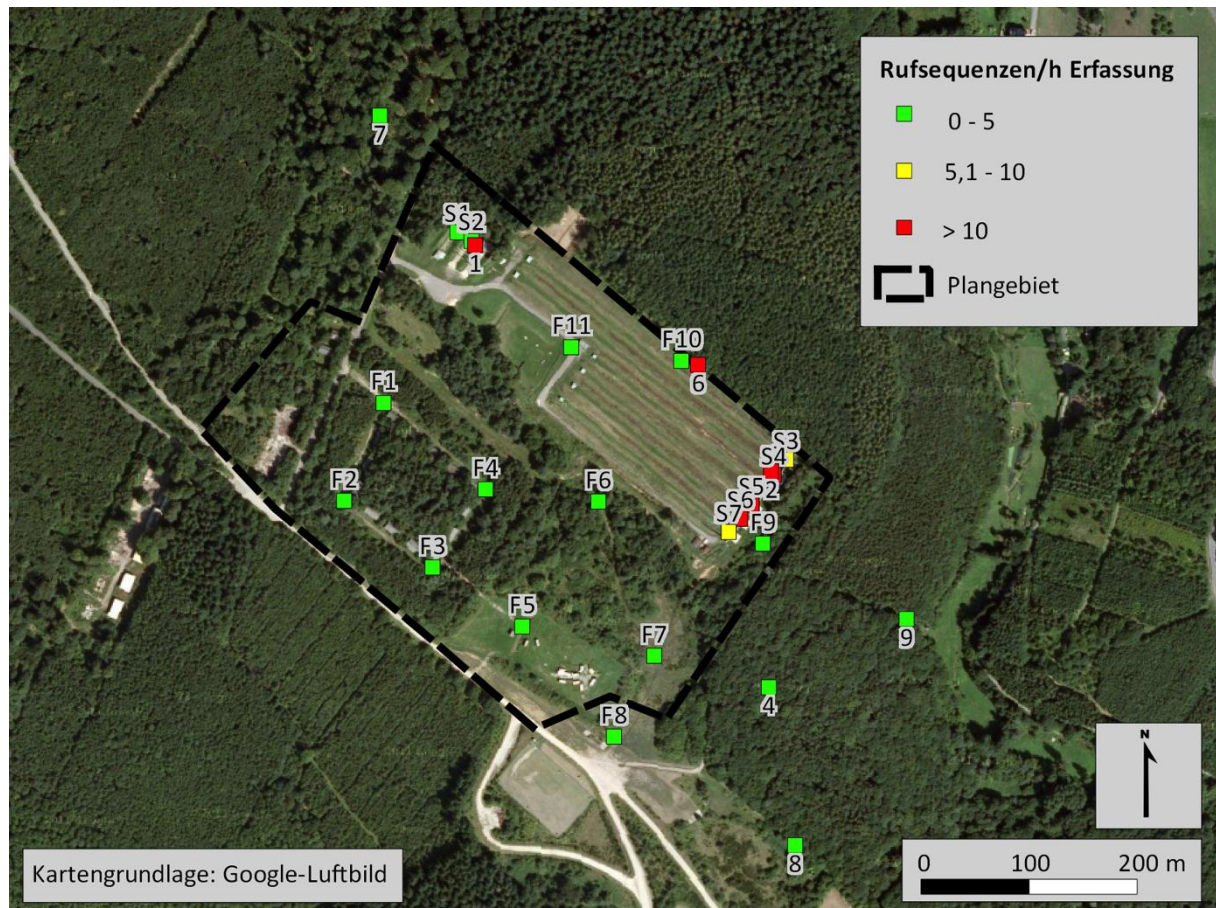 Rufsequenzen/h Erfassung
0 - 5
5,1 - 10
> 10
Plangebiet
7
S1
S2
1
F11
F10
6
F1
S3
S4
F4
F2
F6
S5 2
S6
S7
F9
F3
F5
9
F7
4
F8
N
8
0 100 200 m
Kartengrundlage: Google-Luftbild